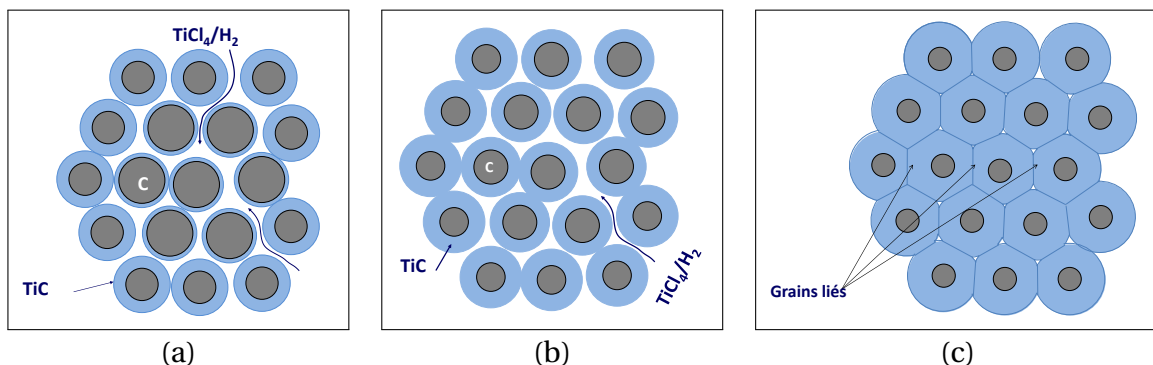 TiCl₄/H₂
C
TiC
(a)
C
TiC
TiCl₄/H₂
(b)
Grains liés
(c)